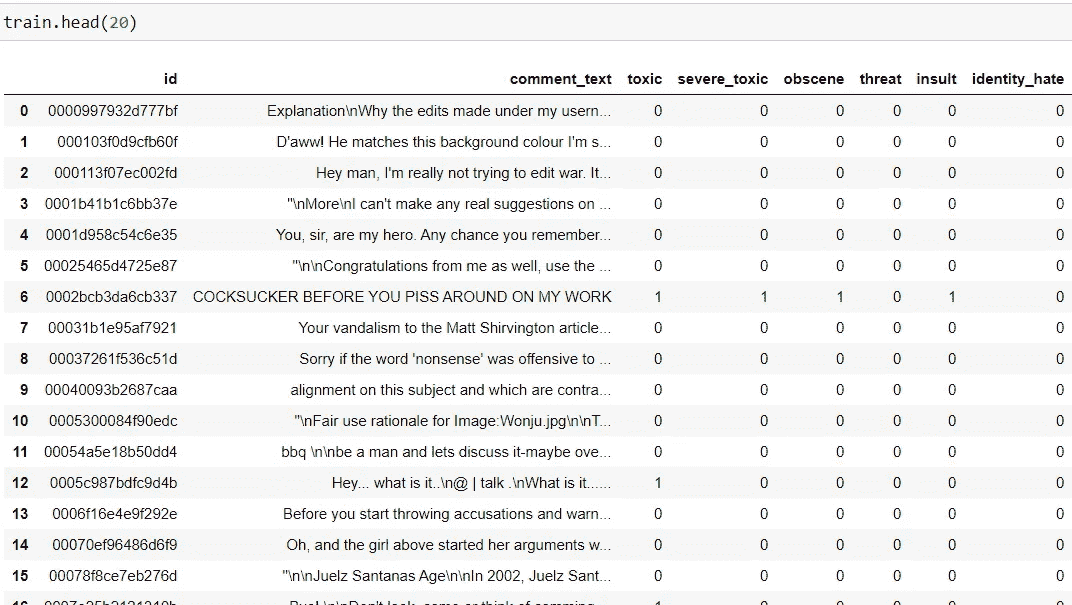 train.head(20)
id comment_text toxic severe_toxic obscene threat insult identity_hate
0 0000997932d777bf Explanation\nWhy the edits made under my usern... 0 0 0 0 0 0
1 000103f0d9cfb60f D'aww! He matches this background colour I'm s... 0 0 0 0 0 0
2 000113f07ec002fd Hey man, I'm really not trying to edit war. It... 0 0 0 0 0 0
3 0001b41b1c6bb37e "\nMore\nI can't make any real suggestions on ... 0 0 0 0 0 0
4 0001d958c54c6e35 You, sir, are my hero. Any chance you remember... 0 0 0 0 0 0
5 00025465d4725e87 "\n\nCongratulations from me as well, use the ... 0 0 0 0 0 0
6 0002bcb3da6cb337 COCKSUCKER BEFORE YOU PISS AROUND ON MY WORK 1 1 1 0 1 0
7 00031b1e95af7921 Your vandalism to the Matt Shirvington article... 0 0 0 0 0 0
8 00037261f536c51d Sorry if the word 'nonsense' was offensive to ... 0 0 0 0 0 0
9 00040093b2687caa alignment on this subject and which are contra... 0 0 0 0 0 0
10 0005300084f90edc "\nFair use rationale for Image:Wonju.jpg\n\nT... 0 0 0 0 0 0
11 00054a5e18b50dd4 bbq \n\nbe a man and lets discuss it-maybe ove... 0 0 0 0 0 0
12 0005c987bdfc9d4b Hey... what is it..\n@ | talk .\nWhat is it...... 1 0 0 0 0 0
13 0006f16e4e9f292e Before you start throwing accusations and warn... 0 0 0 0 0 0
14 00070ef96486d6f9 Oh, and the girl above started her arguments w... 0 0 0 0 0 0
15 00078f8ce7eb276d "\n\nJuelz Santanas Age\n\nIn 2002, Juelz Sant... 0 0 0 0 0 0